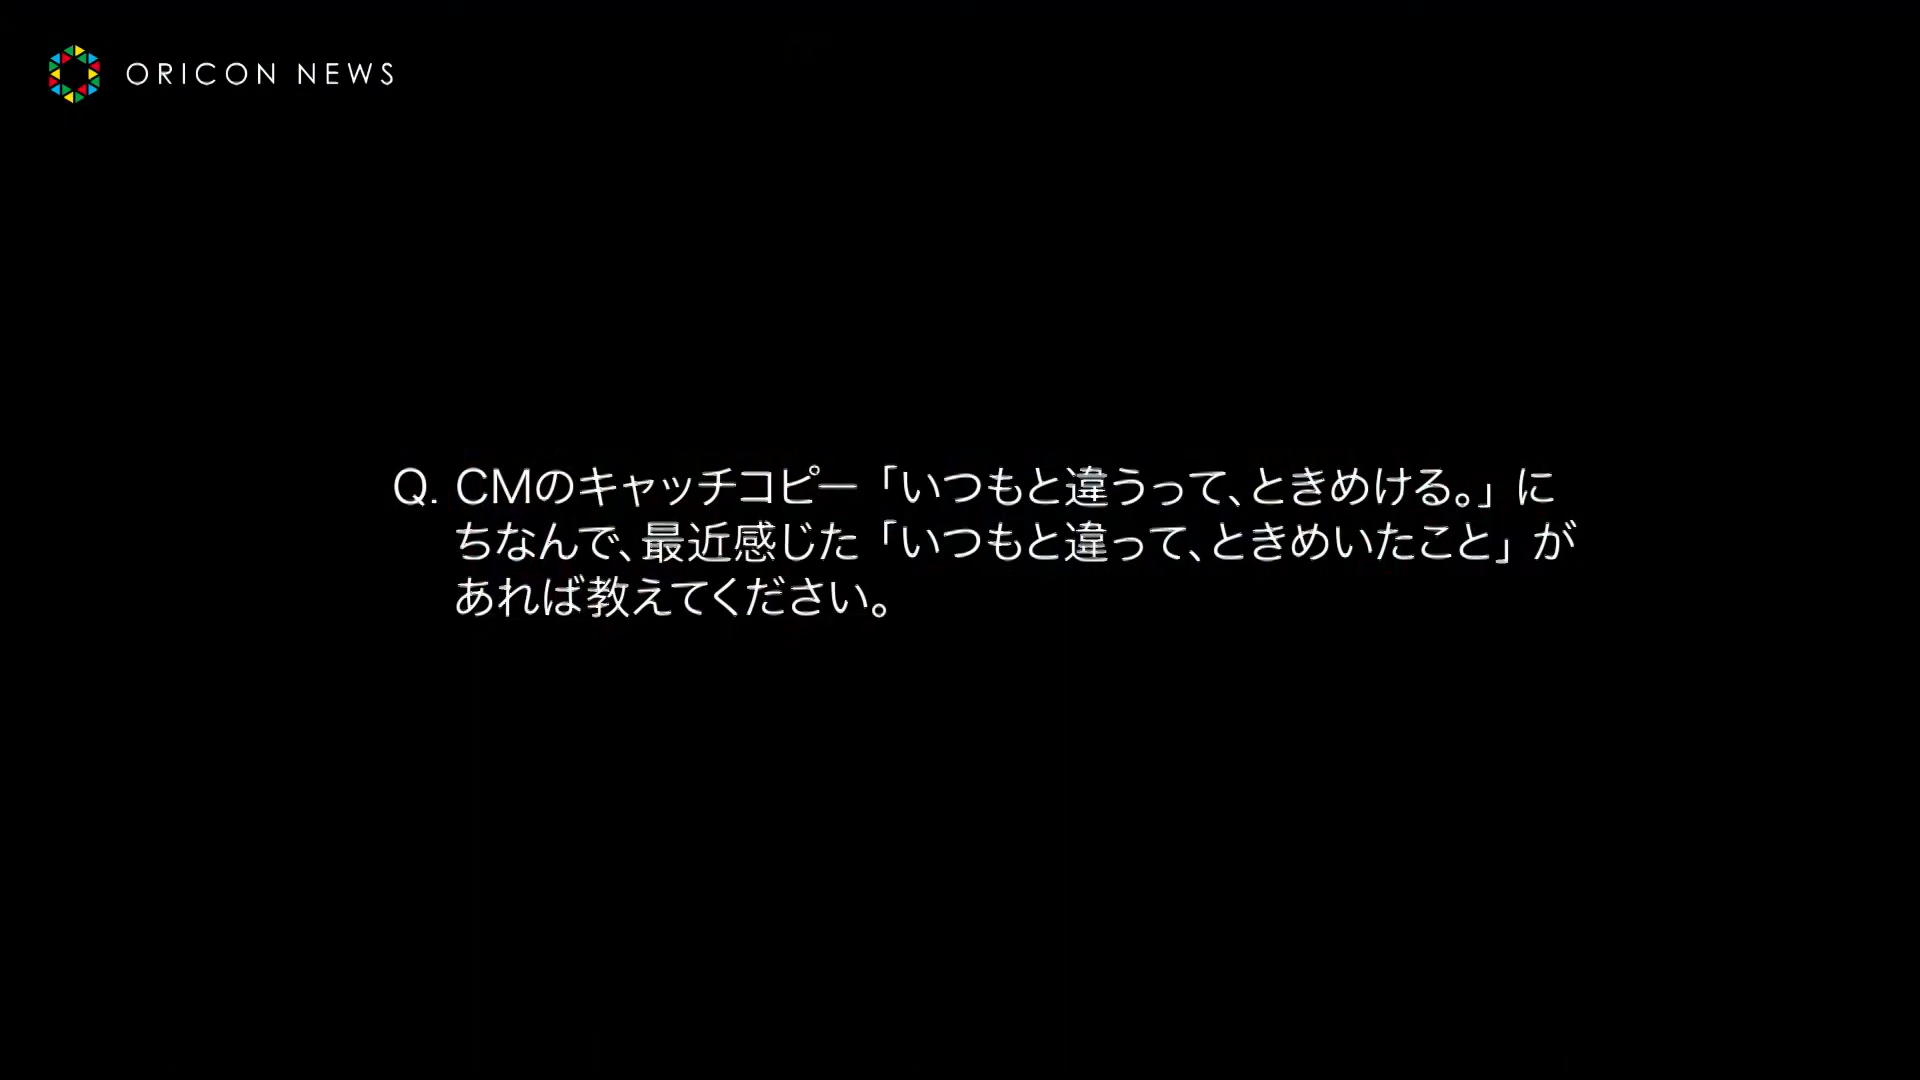 ORICON NEWS
Q. CMのキャッチコピー「いつもと違うって、ときめける。」に
ちなんで、最近感じた「いつもと違って、ときめいたこと」が
あれば教えてください。